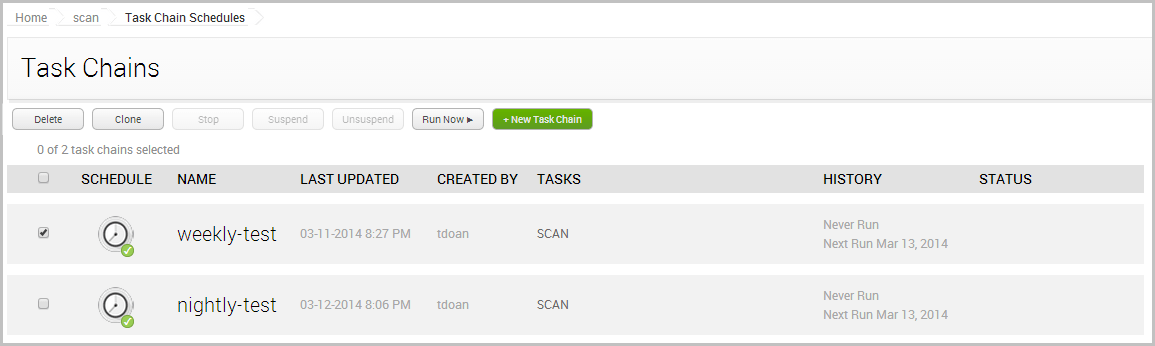 Home scan Task Chain Schedules
Task Chains
Delete Clone Stop Suspend Unsuspend Run Now + New Task Chain
0 of 2 task chains selected
SCHEDULE NAME LAST UPDATED CREATED BY TASKS HISTORY STATUS
weekly-test 03-11-2014 8:27 PM tdoan SCAN Never Run
Next Run Mar 13, 2014
nightly-test 03-12-2014 8:06 PM tdoan SCAN Never Run
Next Run Mar 13, 2014